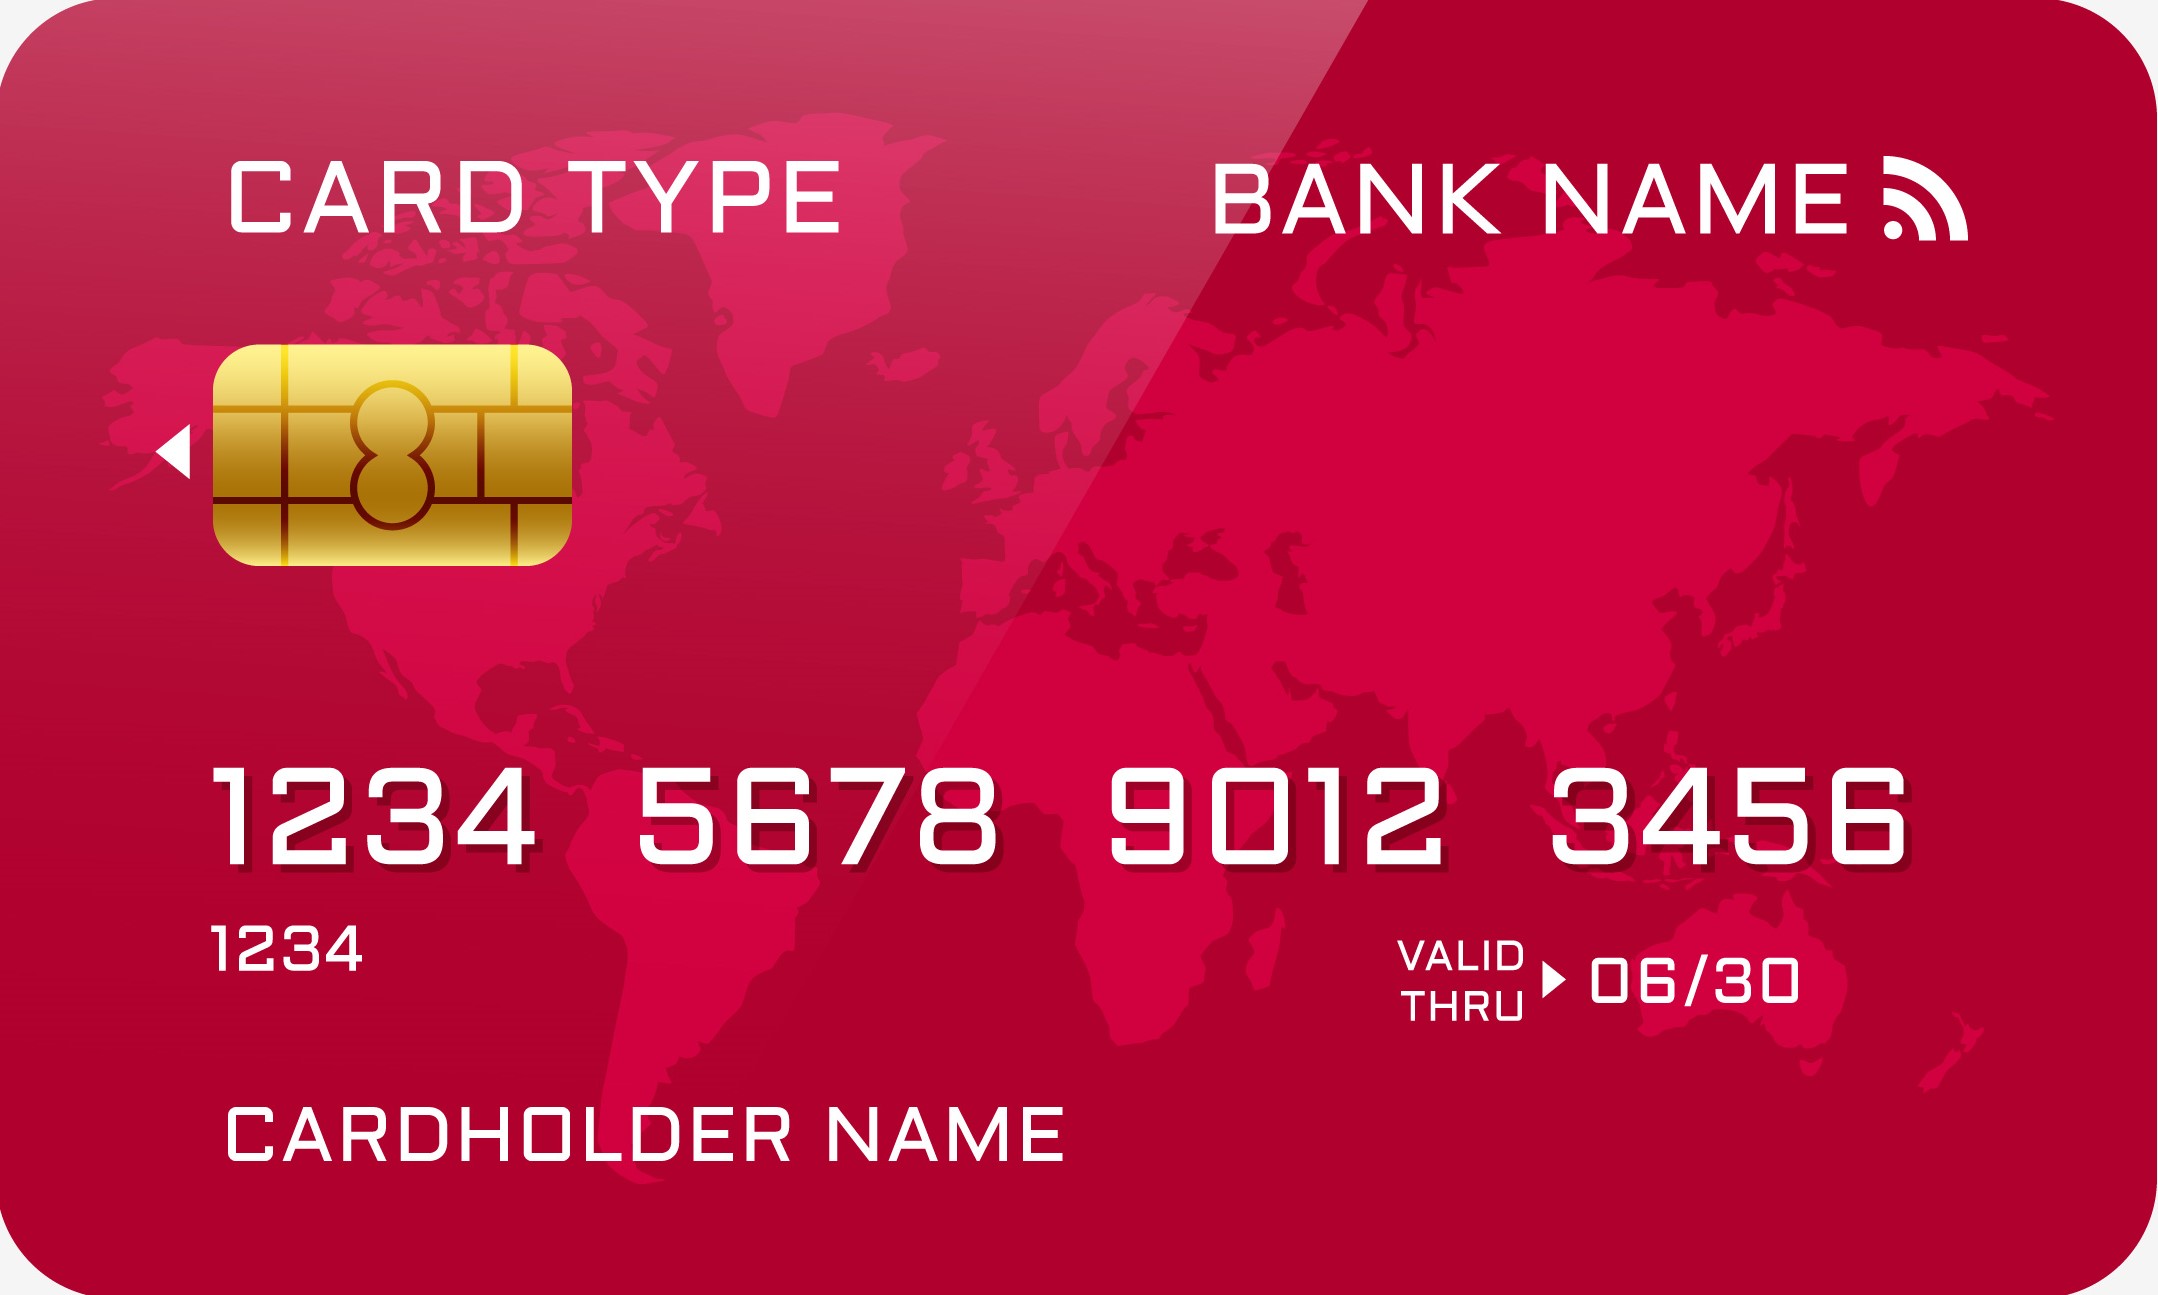 CARD TYPE
BANK NAME
1234 5678 9012 3456
1234
VALID
THRU
06/30
CARDHOLDER NAME